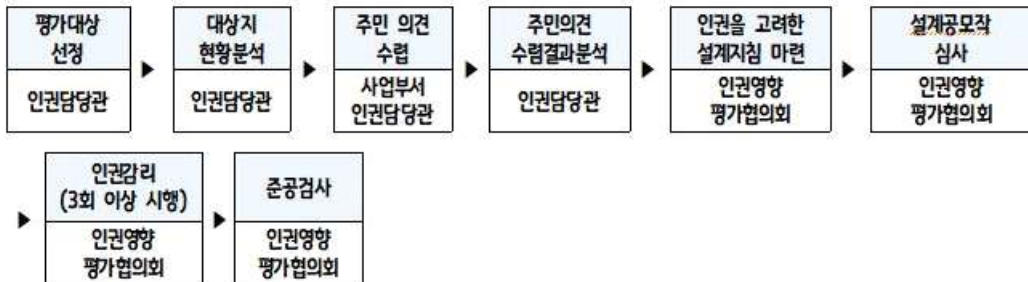 평가대상
선정
인권담당관
▶
대상지
현황분석
인권담당관
▶
주민 의견
수렴
사업부서
인권담당관
▶
주민의견
수렴결과분석
인권담당관
▶
인권을 고려한
설계지침 마련
인권영향
평가협의회
▶
설계공모작
심사
인권영향
평가협의회
▶
인권감리
(3회 이상 시행)
인권영향
평가협의회
▶
준공검사
인권영향
평가협의회